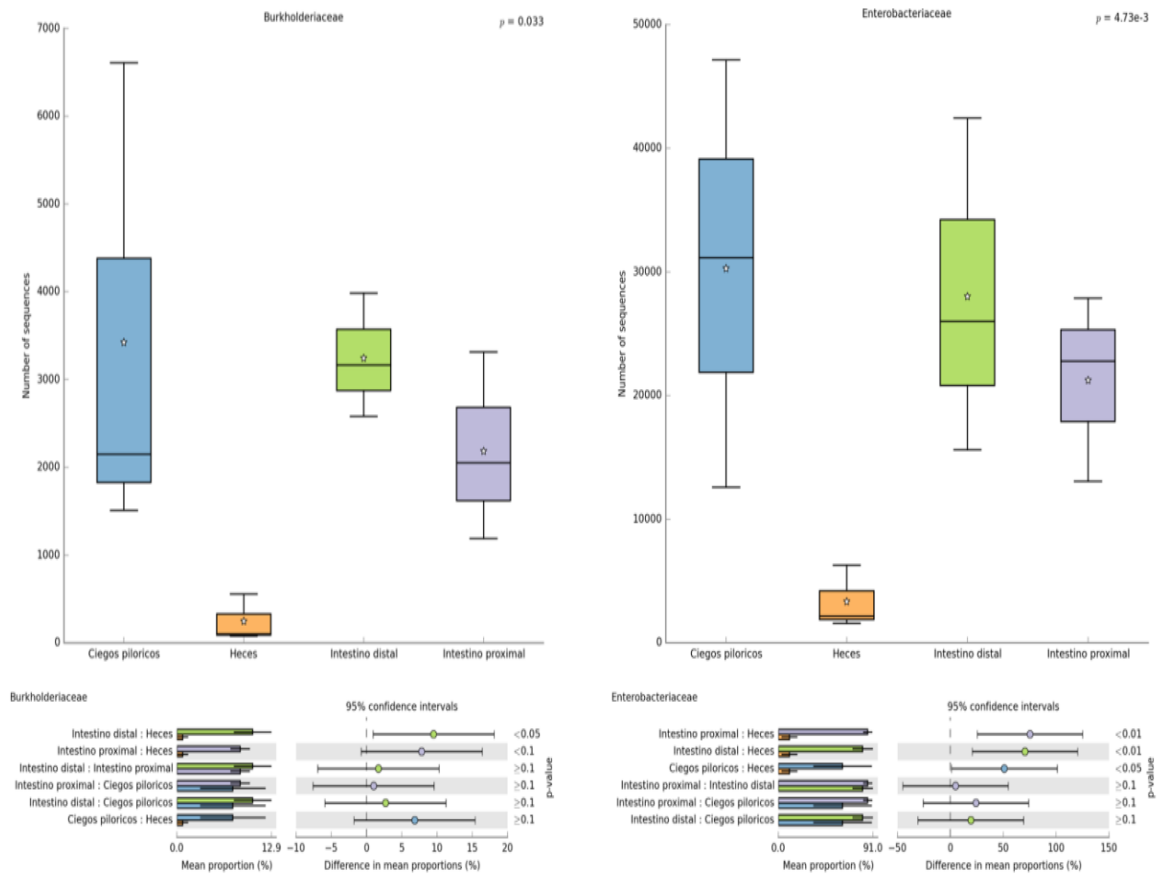 Burkholderiaceae
p = 0.033
7000
6000
5000
4000
3000
2000
1000
0
Number of sequences
Ciegos piloricos Heces Intestino distal Intestino proximal
Enterobacteriaceae
p = 4.73e-3
50000
40000
30000
20000
10000
0
Number of sequences
Ciegos piloricos Heces Intestino distal Intestino proximal
Burkholderiaceae
95% confidence intervals
Intestino distal : Heces <0.05
Intestino proximal : Heces <0.1
Intestino distal : Intestino proximal ≥0.1
Intestino proximal : Ciegos piloricos ≥0.1
Intestino distal : Ciegos piloricos ≥0.1
Ciegos piloricos : Heces ≥0.1
p-value
0.0 12.9 −10 −5 0 5 10 15 20
Mean proportion (%) Difference in mean proportions (%)
Enterobacteriaceae
95% confidence intervals
Intestino proximal : Heces <0.01
Intestino distal : Heces <0.01
Ciegos piloricos : Heces <0.05
Intestino proximal : Intestino distal ≥0.1
Intestino proximal : Ciegos piloricos ≥0.1
Intestino distal : Ciegos piloricos ≥0.1
p-value
0.0 91.0 −50 0 50 100 150
Mean proportion (%) Difference in mean proportions (%)